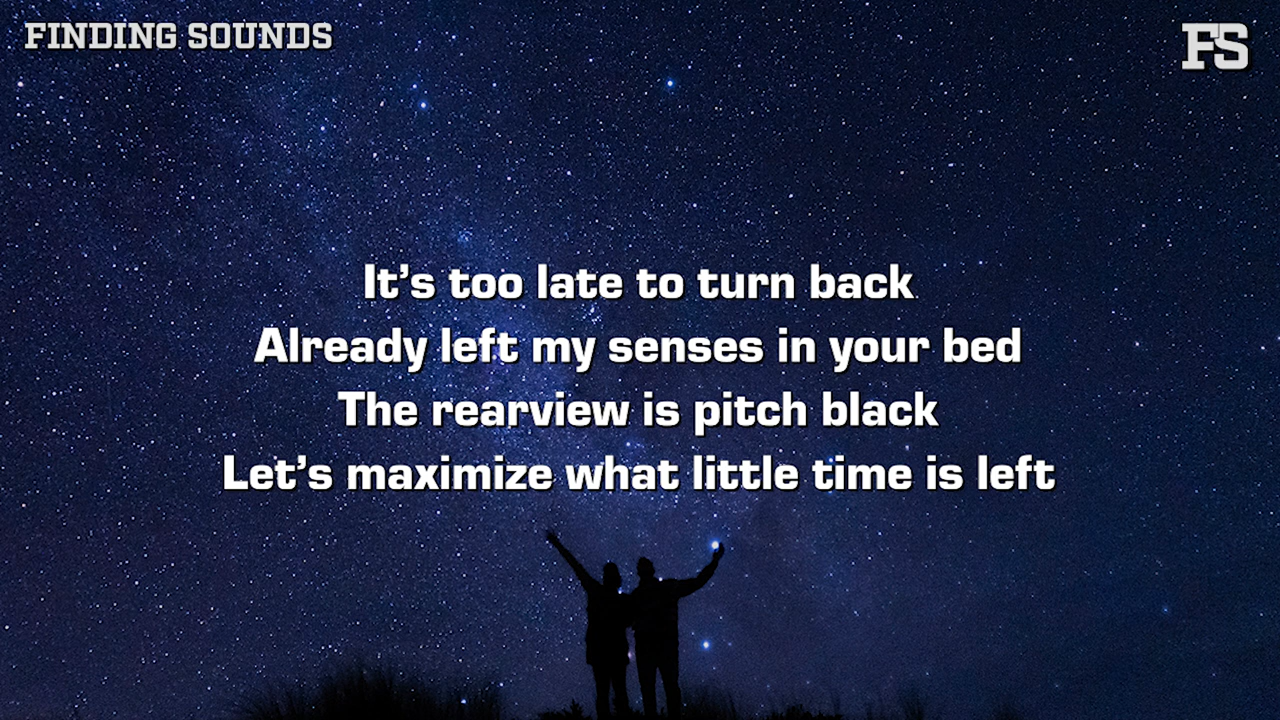 FINDING SOUNDS
FS
It's too late to turn back
Already left my senses in your bed
The rearview is pitch black
Let's maximize what little time is left